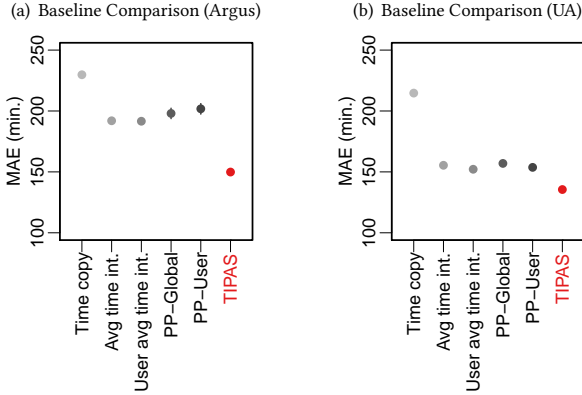 (a) Baseline Comparison (Argus)
MAE (min.)
250
200
150
100
Time copy
Avg time int.
User avg time int.
PP−Global
PP−User
TIPAS
(b) Baseline Comparison (UA)
MAE (min.)
250
200
150
100
Time copy
Avg time int.
User avg time int.
PP−Global
PP−User
TIPAS